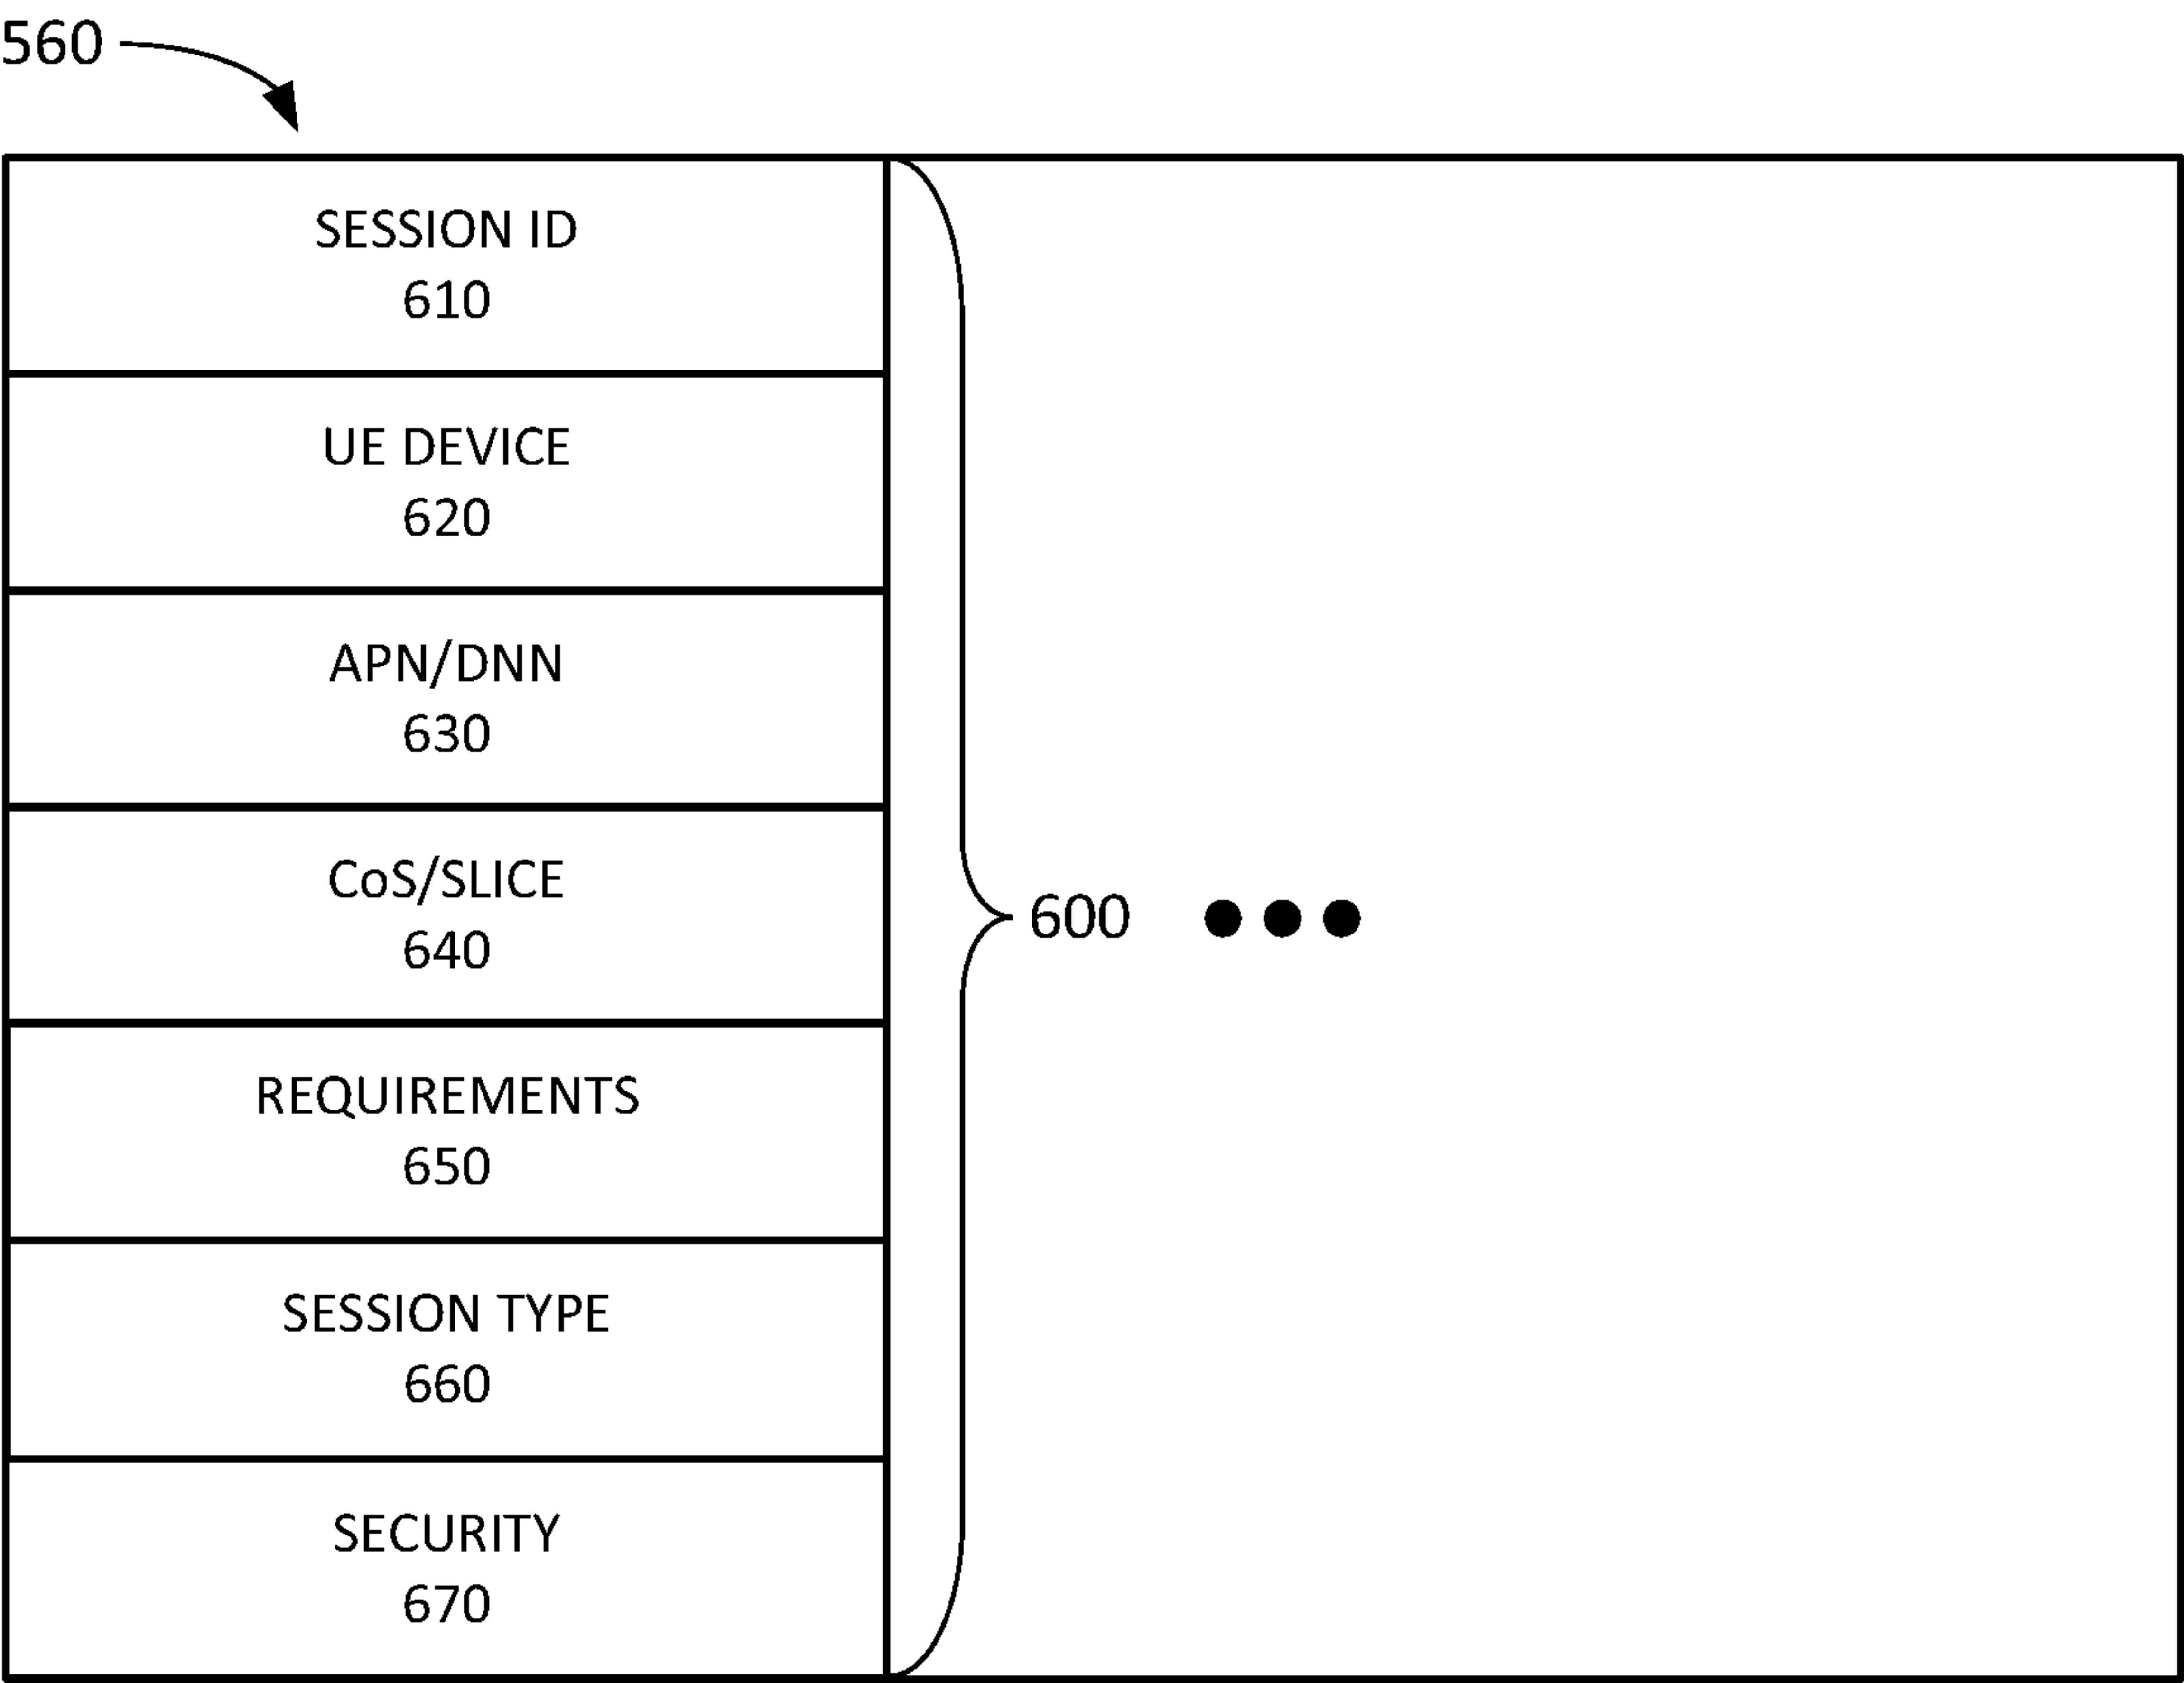 560
SESSION ID
610
UE DEVICE
620
APN/DNN
630
CoS/SLICE
640
600
REQUIREMENTS
650
SESSION TYPE
660
SECURITY
670